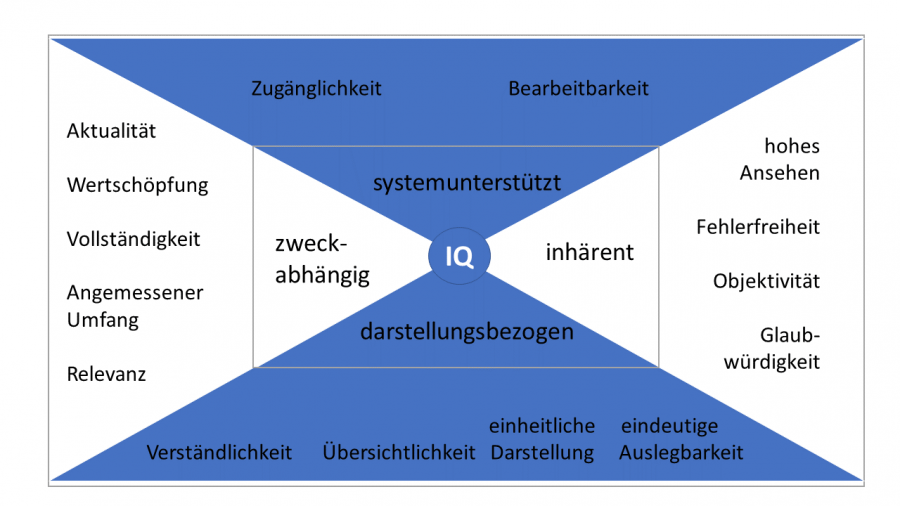 Zugänglichkeit
Bearbeitbarkeit
Aktualität
Wertschöpfung
Vollständigkeit
Angemessener
Umfang
Relevanz
systemunterstützt
zweck-
abhängig
IQ
inhärent
darstellungsbezogen
hohes
Ansehen
Fehlerfreiheit
Objektivität
Glaub-
würdigkeit
Verständlichkeit
Übersichtlichkeit
einheitliche
Darstellung
eindeutige
Auslegbarkeit